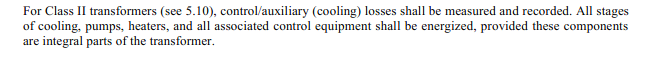 For Class II transformers (see 5.10), control/auxiliary (cooling) losses shall be measured and recorded. All stages
of cooling, pumps, heaters, and all associated control equipment shall be energized, provided these components
are integral parts of the transformer.